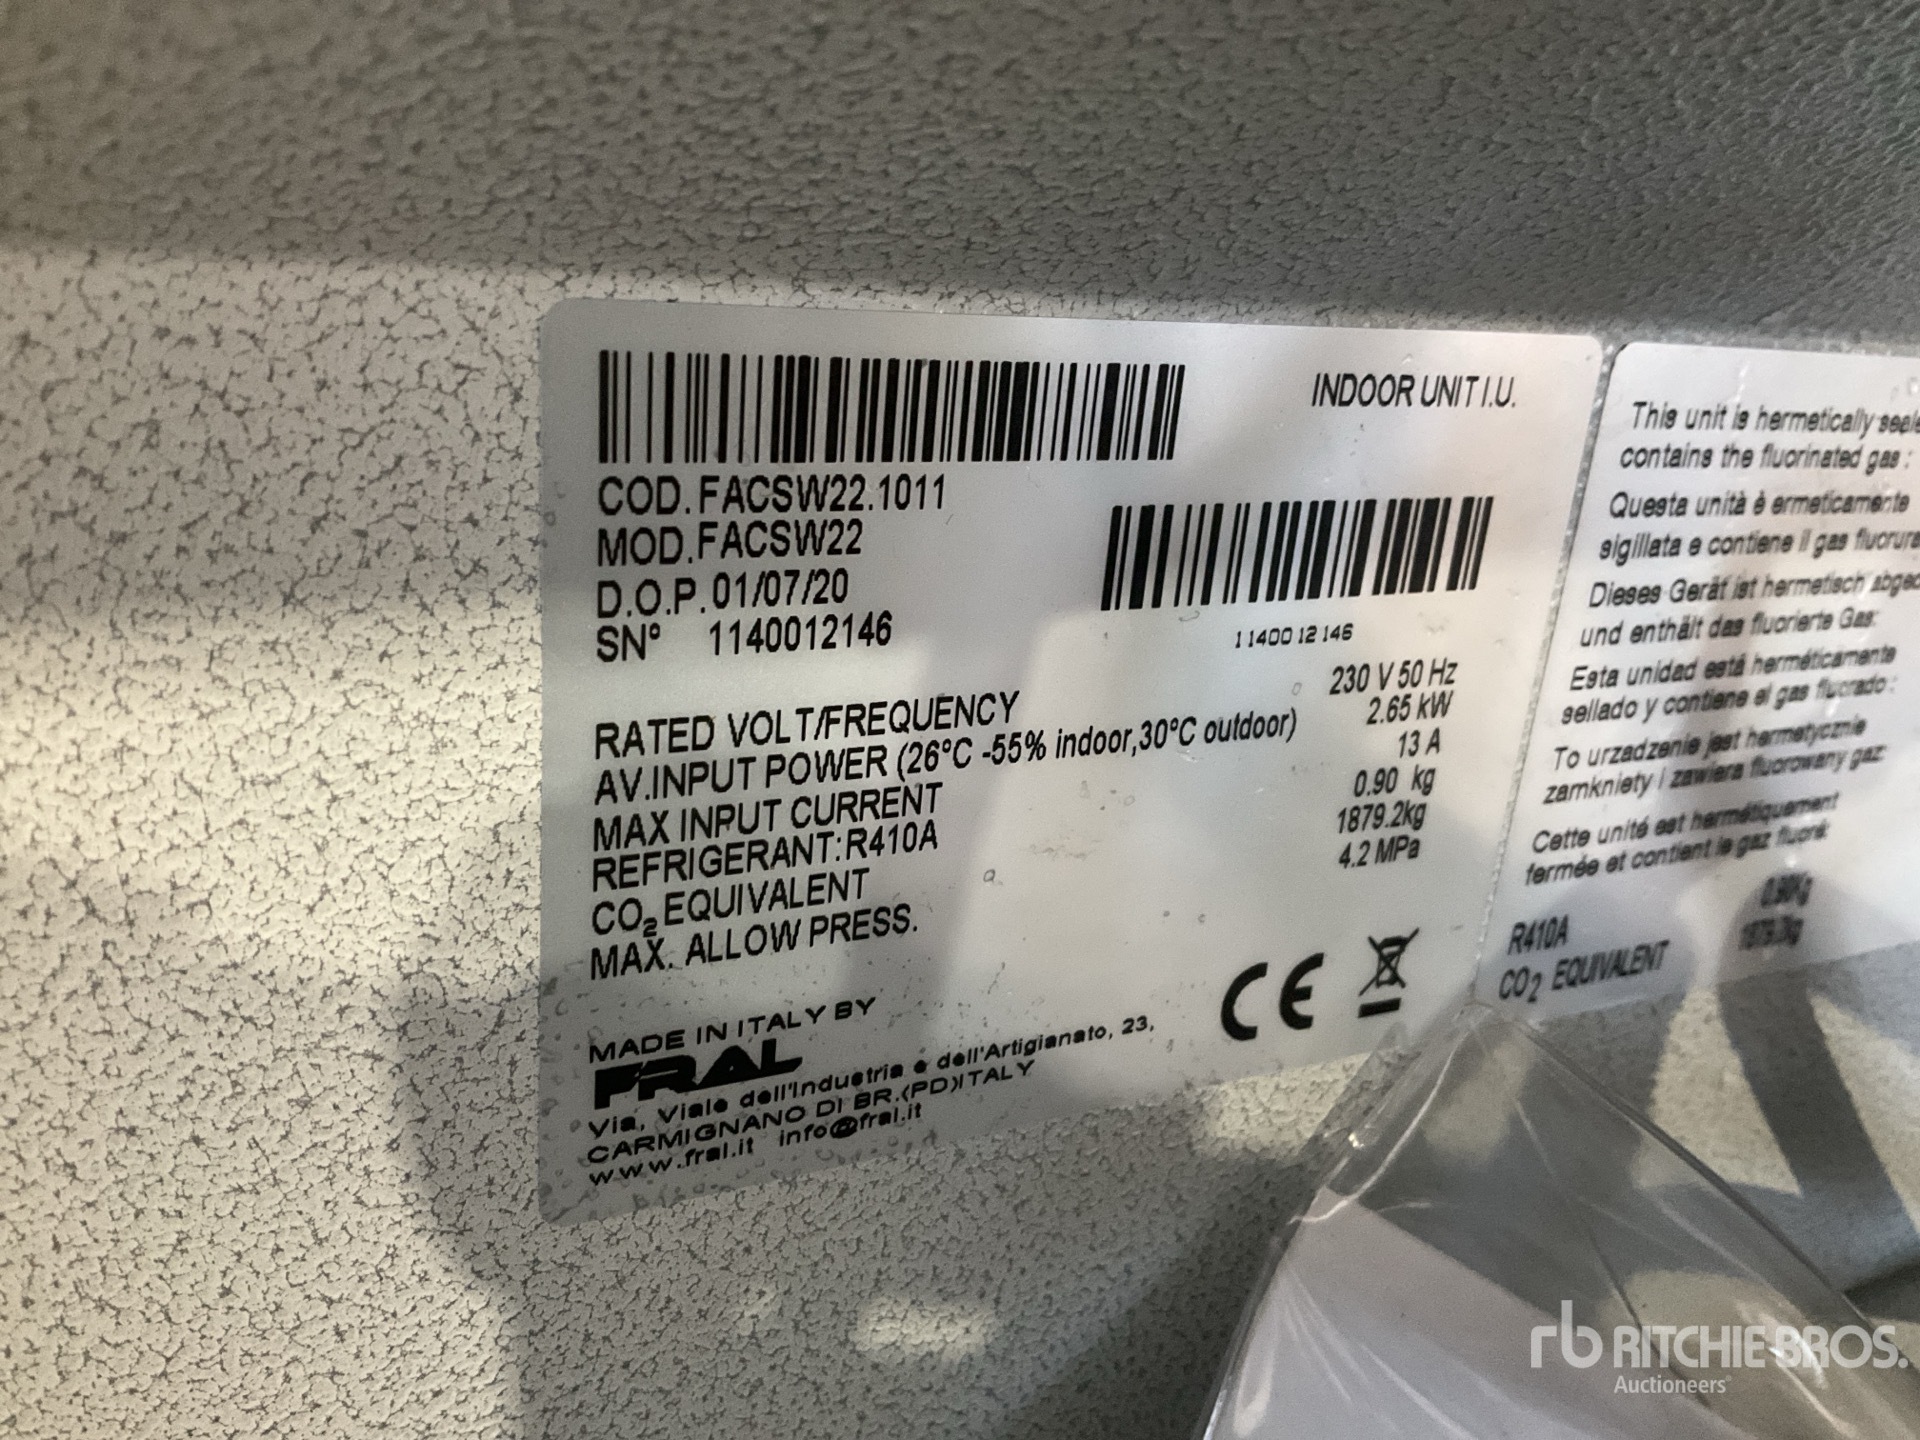 INDOOR UNIT I.U.
COD.FACSW22.1011
MOD.FACSW22
D.O.P.01/07/20
SN° 1140012146
1140012146
RATED VOLT/FREQUENCY 230 V 50 Hz
AV.INPUT POWER (26°C -55% indoor,30°C outdoor) 2.65 kW
MAX INPUT CURRENT 13 A
REFRIGERANT:R410A 0.90 kg
CO₂ EQUIVALENT 1879.2kg
MAX. ALLOW PRESS. 4.2 MPa
MADE IN ITALY BY
FRAL
Via, Viale dell'Industria e dell'Artigianato, 23,
CARMIGNANO DI BR.(PD)ITALY
www.fral.it info@fral.it
CE
This unit is hermetically
contains the fluorinated gas :
Questa unità è ermeticamente
sigillata e contiene il gas
Dieses Gerät ist hermetisch
und enthält das fluorierte Gas:
Esta unidad está herméticamente
sellado y contiene el gas fluorado:
To urzadzenie jest hermetycznie
zamkniety i zawiera fluorowany gaz:
Cette unité est hermétiquement
fermée et contient le gaz fluoré:
R410A 0.90Kg
CO₂ EQUIVALENT
rb RITCHIE BROS.
Auctioneers